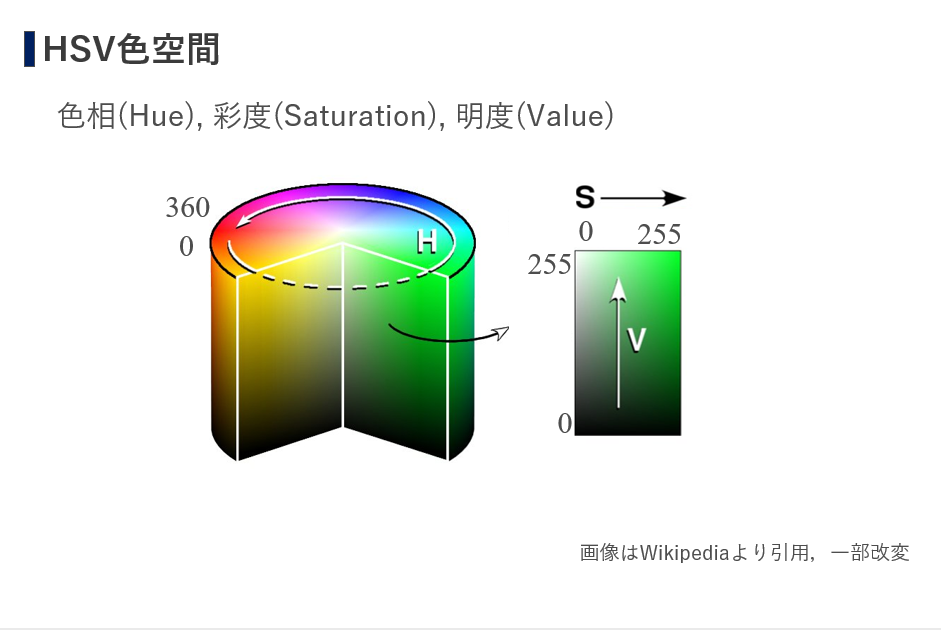 HSV色空間
色相(Hue), 彩度(Saturation), 明度(Value)
360
0
H
S
0 255
255
V
0
画像はWikipediaより引用，一部改変